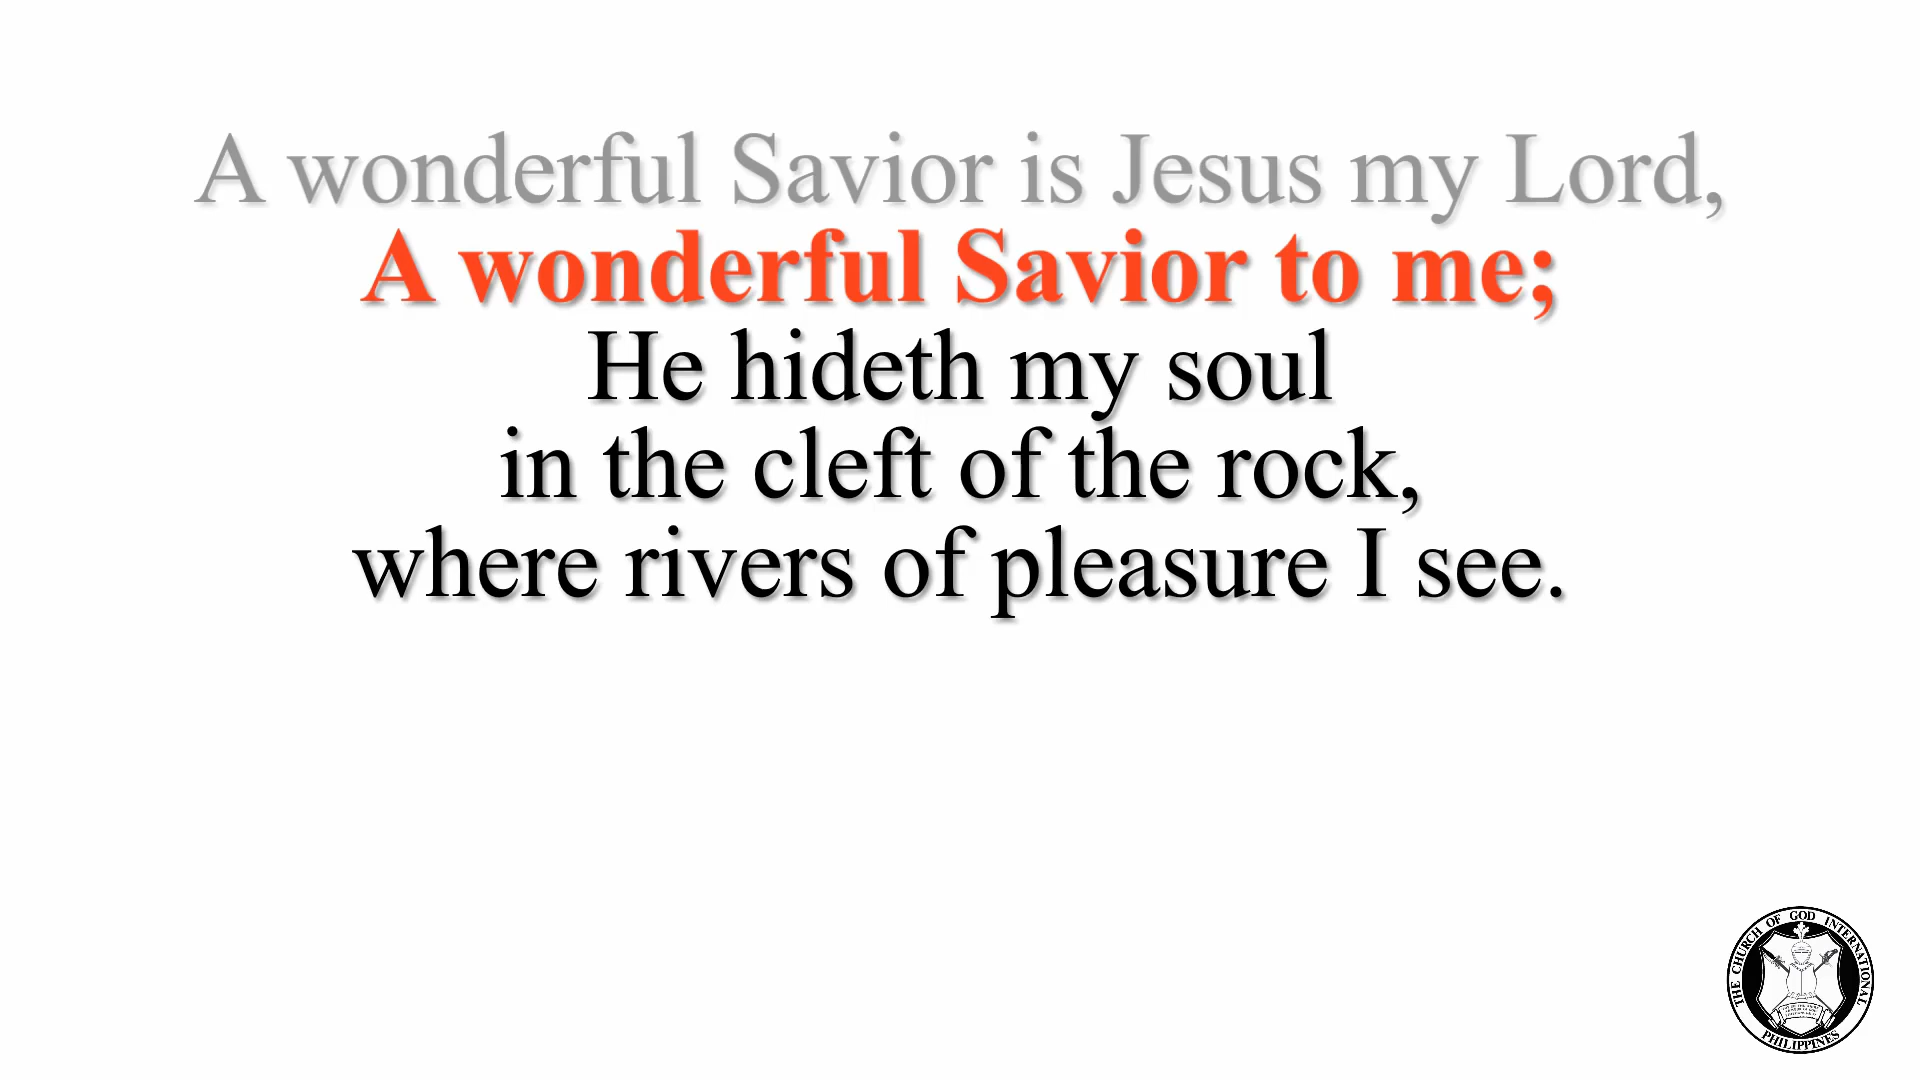 A wonderful Savior is Jesus my Lord,
A wonderful Savior to me;
He hideth my soul
in the cleft of the rock,
where rivers of pleasure I see.
THE CHURCH OF GOD INTERNATIONAL
PHILIPPINES